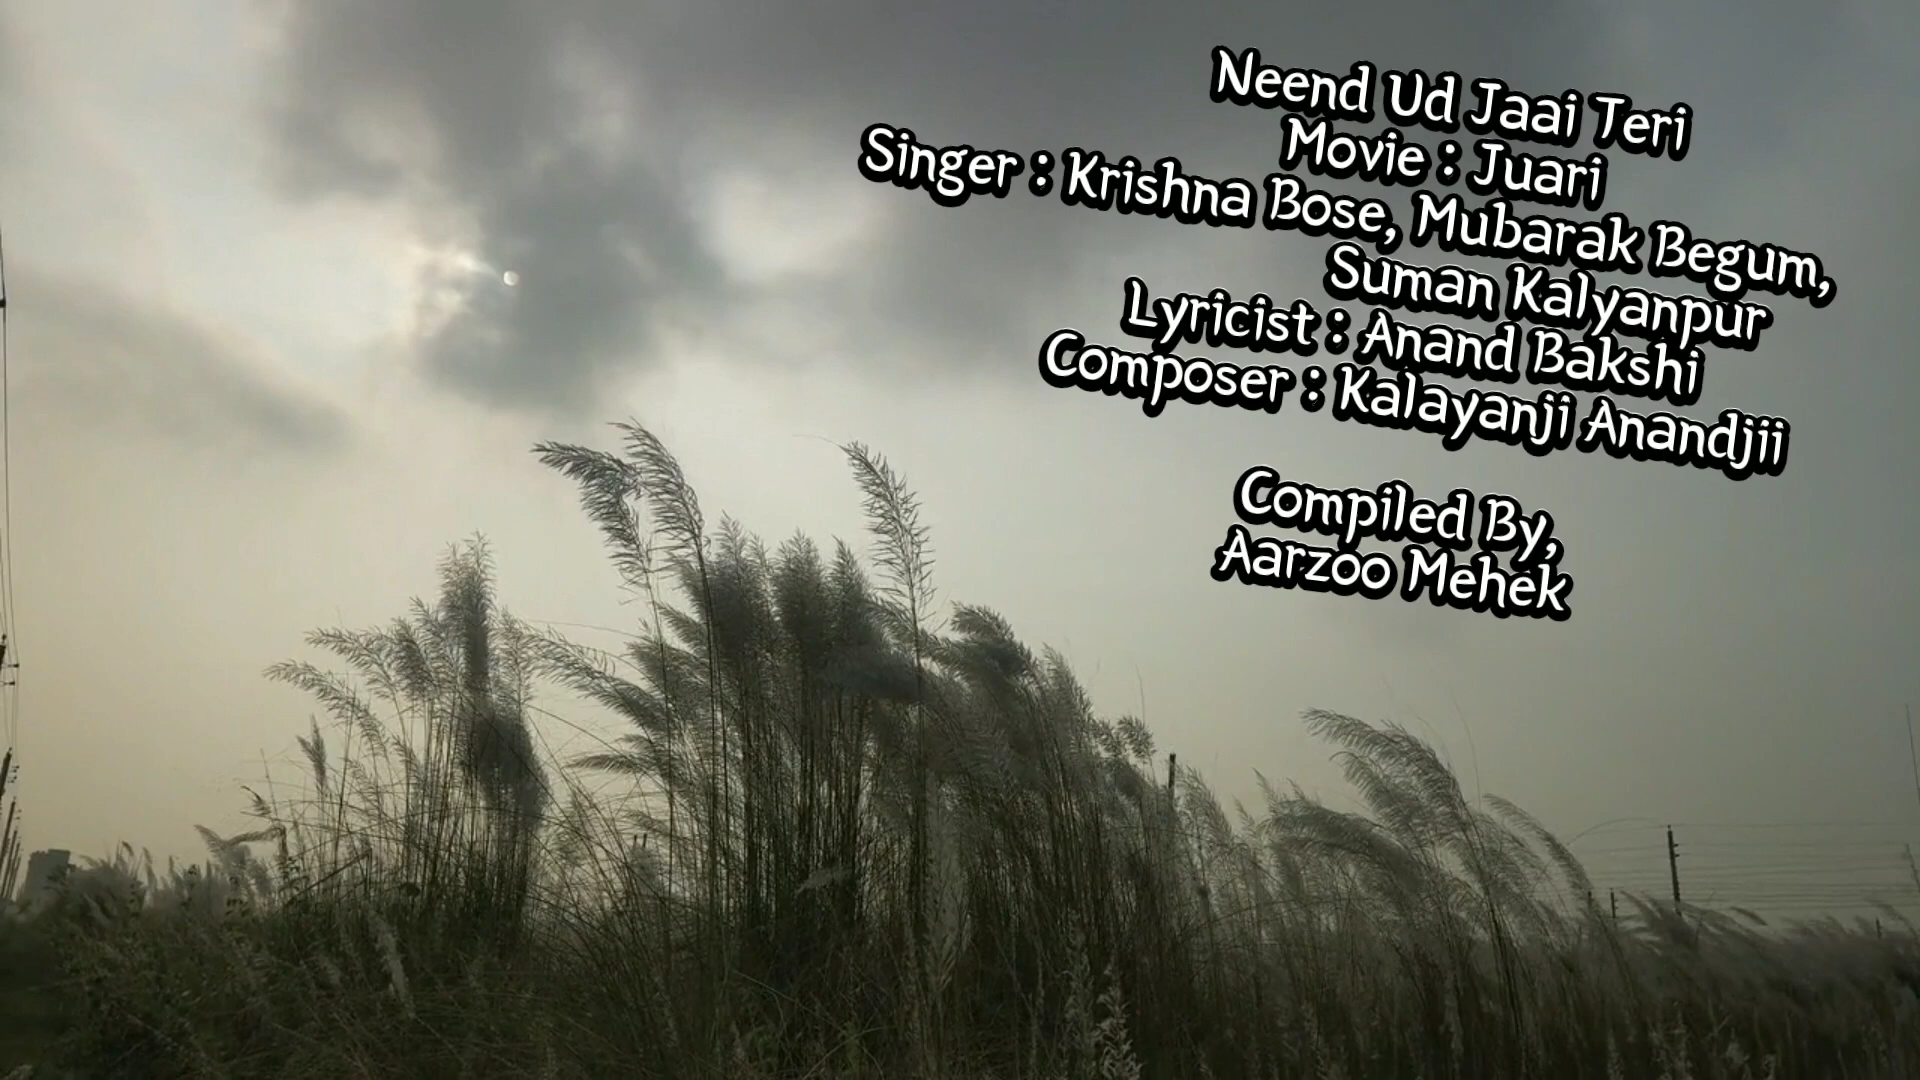 Neend Ud Jaai Teri
Movie : Juari
Singer : Krishna Bose, Mubarak Begum,
Suman Kalyanpur
Lyricist : Anand Bakshi
Composer : Kalayanji Anandjii
Compiled By,
Aarzoo Mehek